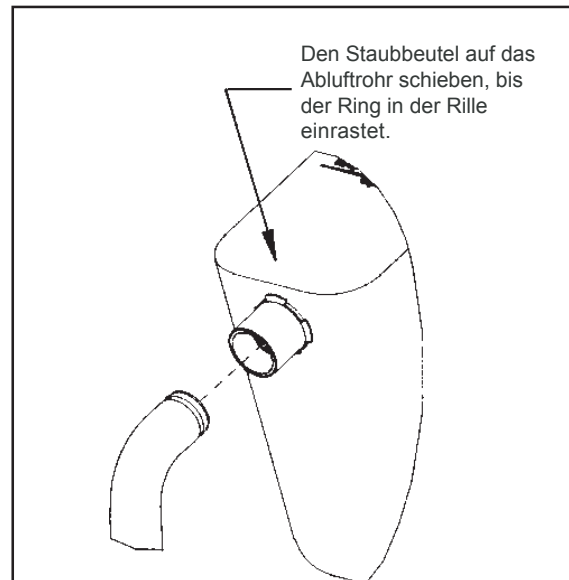 Den Staubbeutel auf das
Abluftrohr schieben, bis
der Ring in der Rille
einrastet.